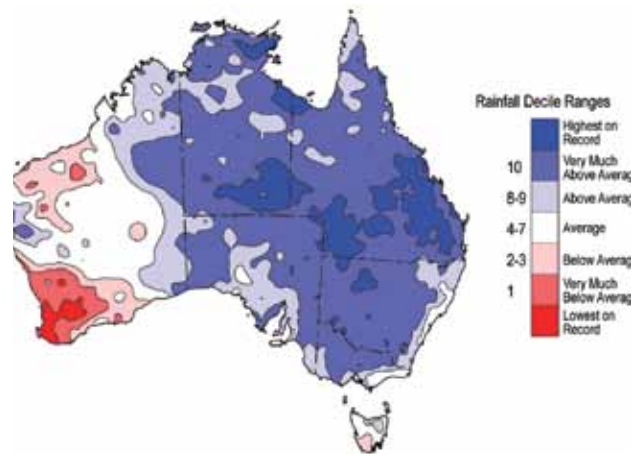 Rainfall Decile Ranges
Highest on
Record
10
Very Much
Above Averag
8-9
Above Averag
4-7
Average
2-3
Below Averag
1
Very Much
Below Averag
Lowest on
Record